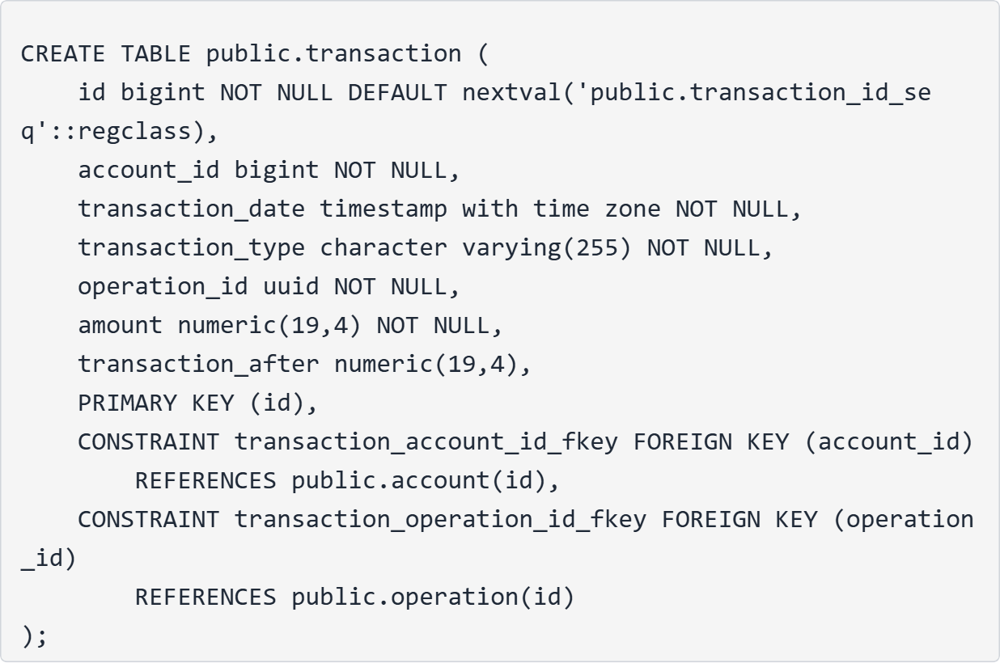 CREATE TABLE public.transaction (
    id bigint NOT NULL DEFAULT nextval('public.transaction_id_se
q'::regclass),
    account_id bigint NOT NULL,
    transaction_date timestamp with time zone NOT NULL,
    transaction_type character varying(255) NOT NULL,
    operation_id uuid NOT NULL,
    amount numeric(19,4) NOT NULL,
    transaction_after numeric(19,4),
    PRIMARY KEY (id),
    CONSTRAINT transaction_account_id_fkey FOREIGN KEY (account_id)
        REFERENCES public.account(id),
    CONSTRAINT transaction_operation_id_fkey FOREIGN KEY (operation
_id)
        REFERENCES public.operation(id)
);